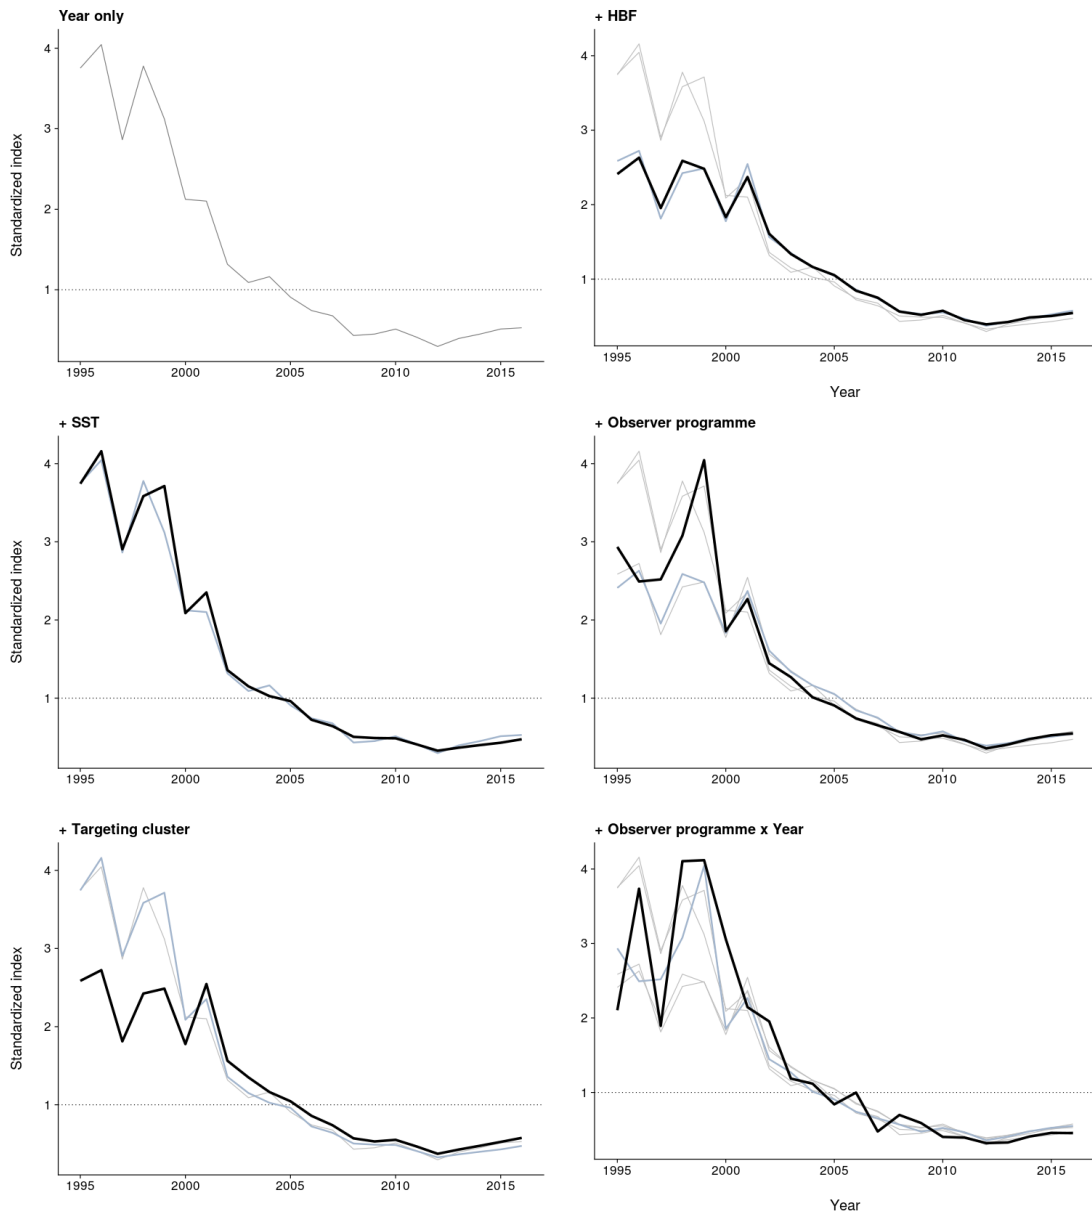 Year only
4
3
2
1
1995 2000 2005 2010 2015
Standardized index
+ HBF
4
3
2
1
1995 2000 2005 2010 2015
Year
+ SST
4
3
2
1
1995 2000 2005 2010 2015
Standardized index
+ Observer programme
4
3
2
1
1995 2000 2005 2010 2015
+ Targeting cluster
4
3
2
1
1995 2000 2005 2010 2015
Standardized index
+ Observer programme x Year
4
3
2
1
1995 2000 2005 2010 2015
Year